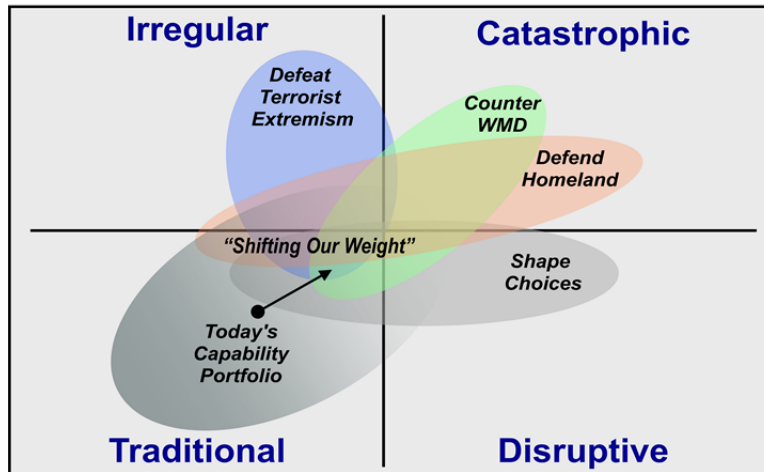 Irregular
Catastrophic
Defeat
Terrorist
Extremism
Counter
WMD
Defend
Homeland
“Shifting Our Weight”
Shape
Choices
Today's
Capability
Portfolio
Traditional
Disruptive